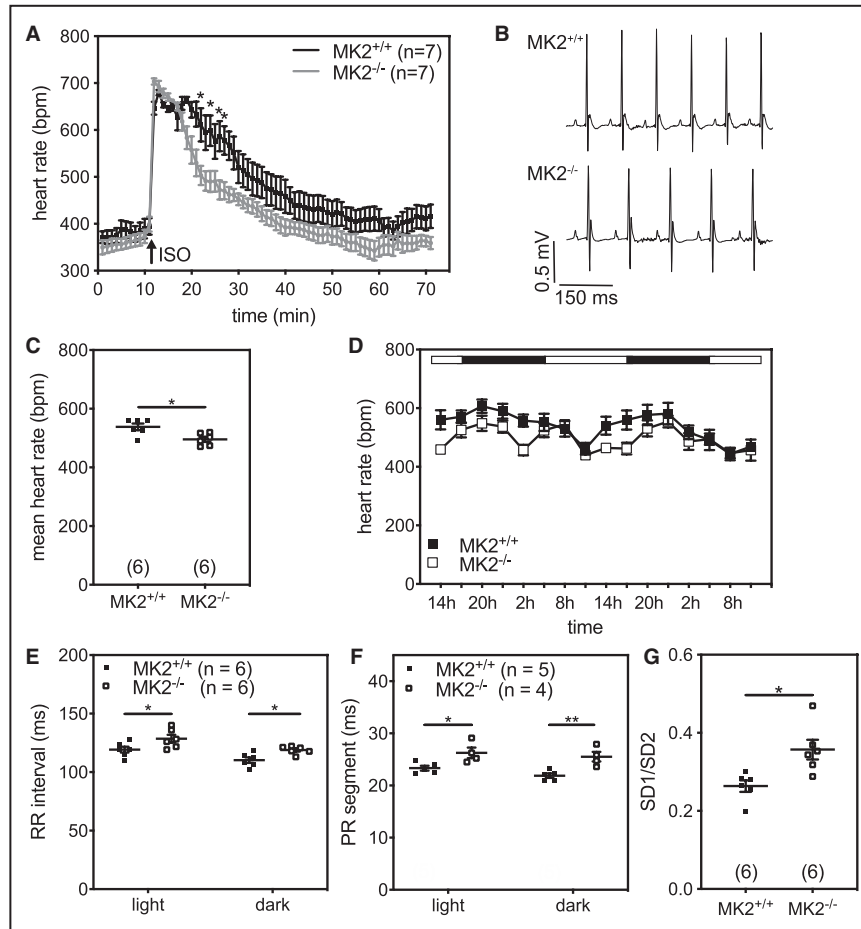 A
800
700
600
500
400
300
heart rate (bpm)
MK2+/+ (n=7)
MK2-/- (n=7)
* * * *
ISO
0 10 20 30 40 50 60 70
time (min)
B
MK2+/+
MK2-/-
0.5 mV
150 ms
C
800
600
400
200
0
mean heart rate (bpm)
*
(6) (6)
MK2+/+ MK2-/-
D
800
600
400
200
0
heart rate (bpm)
MK2+/+
MK2-/-
14h 20h 2h 8h 14h 20h 2h 8h
time
E
200
150
100
50
0
RR interval (ms)
MK2+/+ (n = 6)
MK2-/- (n = 6)
* *
light dark
F
40
20
0
PR segment (ms)
MK2+/+ (n = 5)
MK2-/- (n = 4)
* **
light dark
G
0.6
0.4
0.2
0.0
SD1/SD2
*
(6) (6)
MK2+/+ MK2-/-